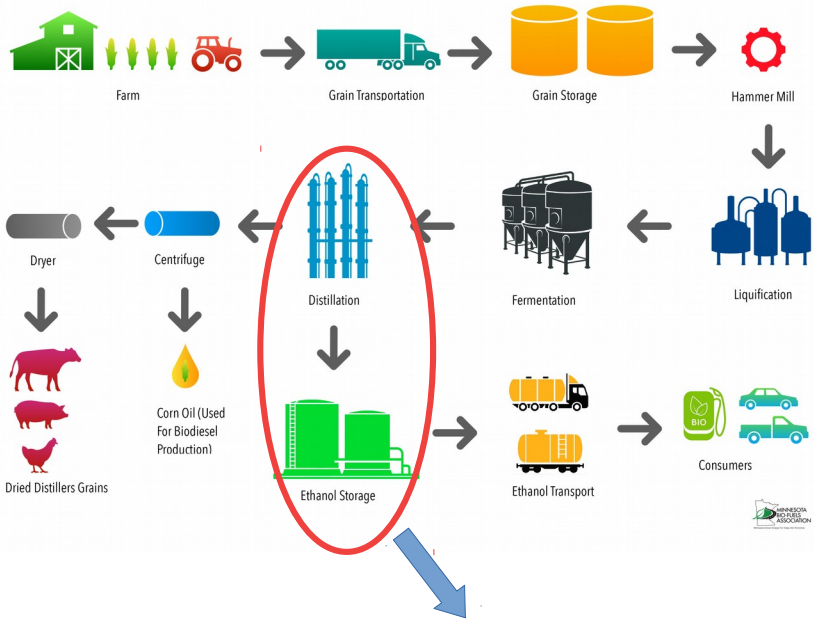 Farm
Grain Transportation
Grain Storage
Hammer Mill
Dryer
Centrifuge
Distillation
Fermentation
Liquification
Corn Oil (Used
For Biodiesel
Production)
Dried Distillers Grains
Ethanol Storage
Ethanol Transport
BIO
Consumers
MINNESOTA
BIO-FUELS
ASSOCIATION